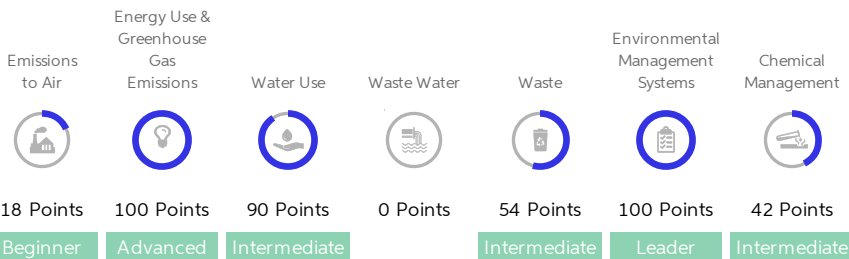 Emissions
to Air
Energy Use &
Greenhouse
Gas
Emissions
Water Use
Waste Water
Waste
Environmental
Management
Systems
Chemical
Management
18 Points
100 Points
90 Points
0 Points
54 Points
100 Points
42 Points
Beginner
Advanced
Intermediate
Intermediate
Leader
Intermediate